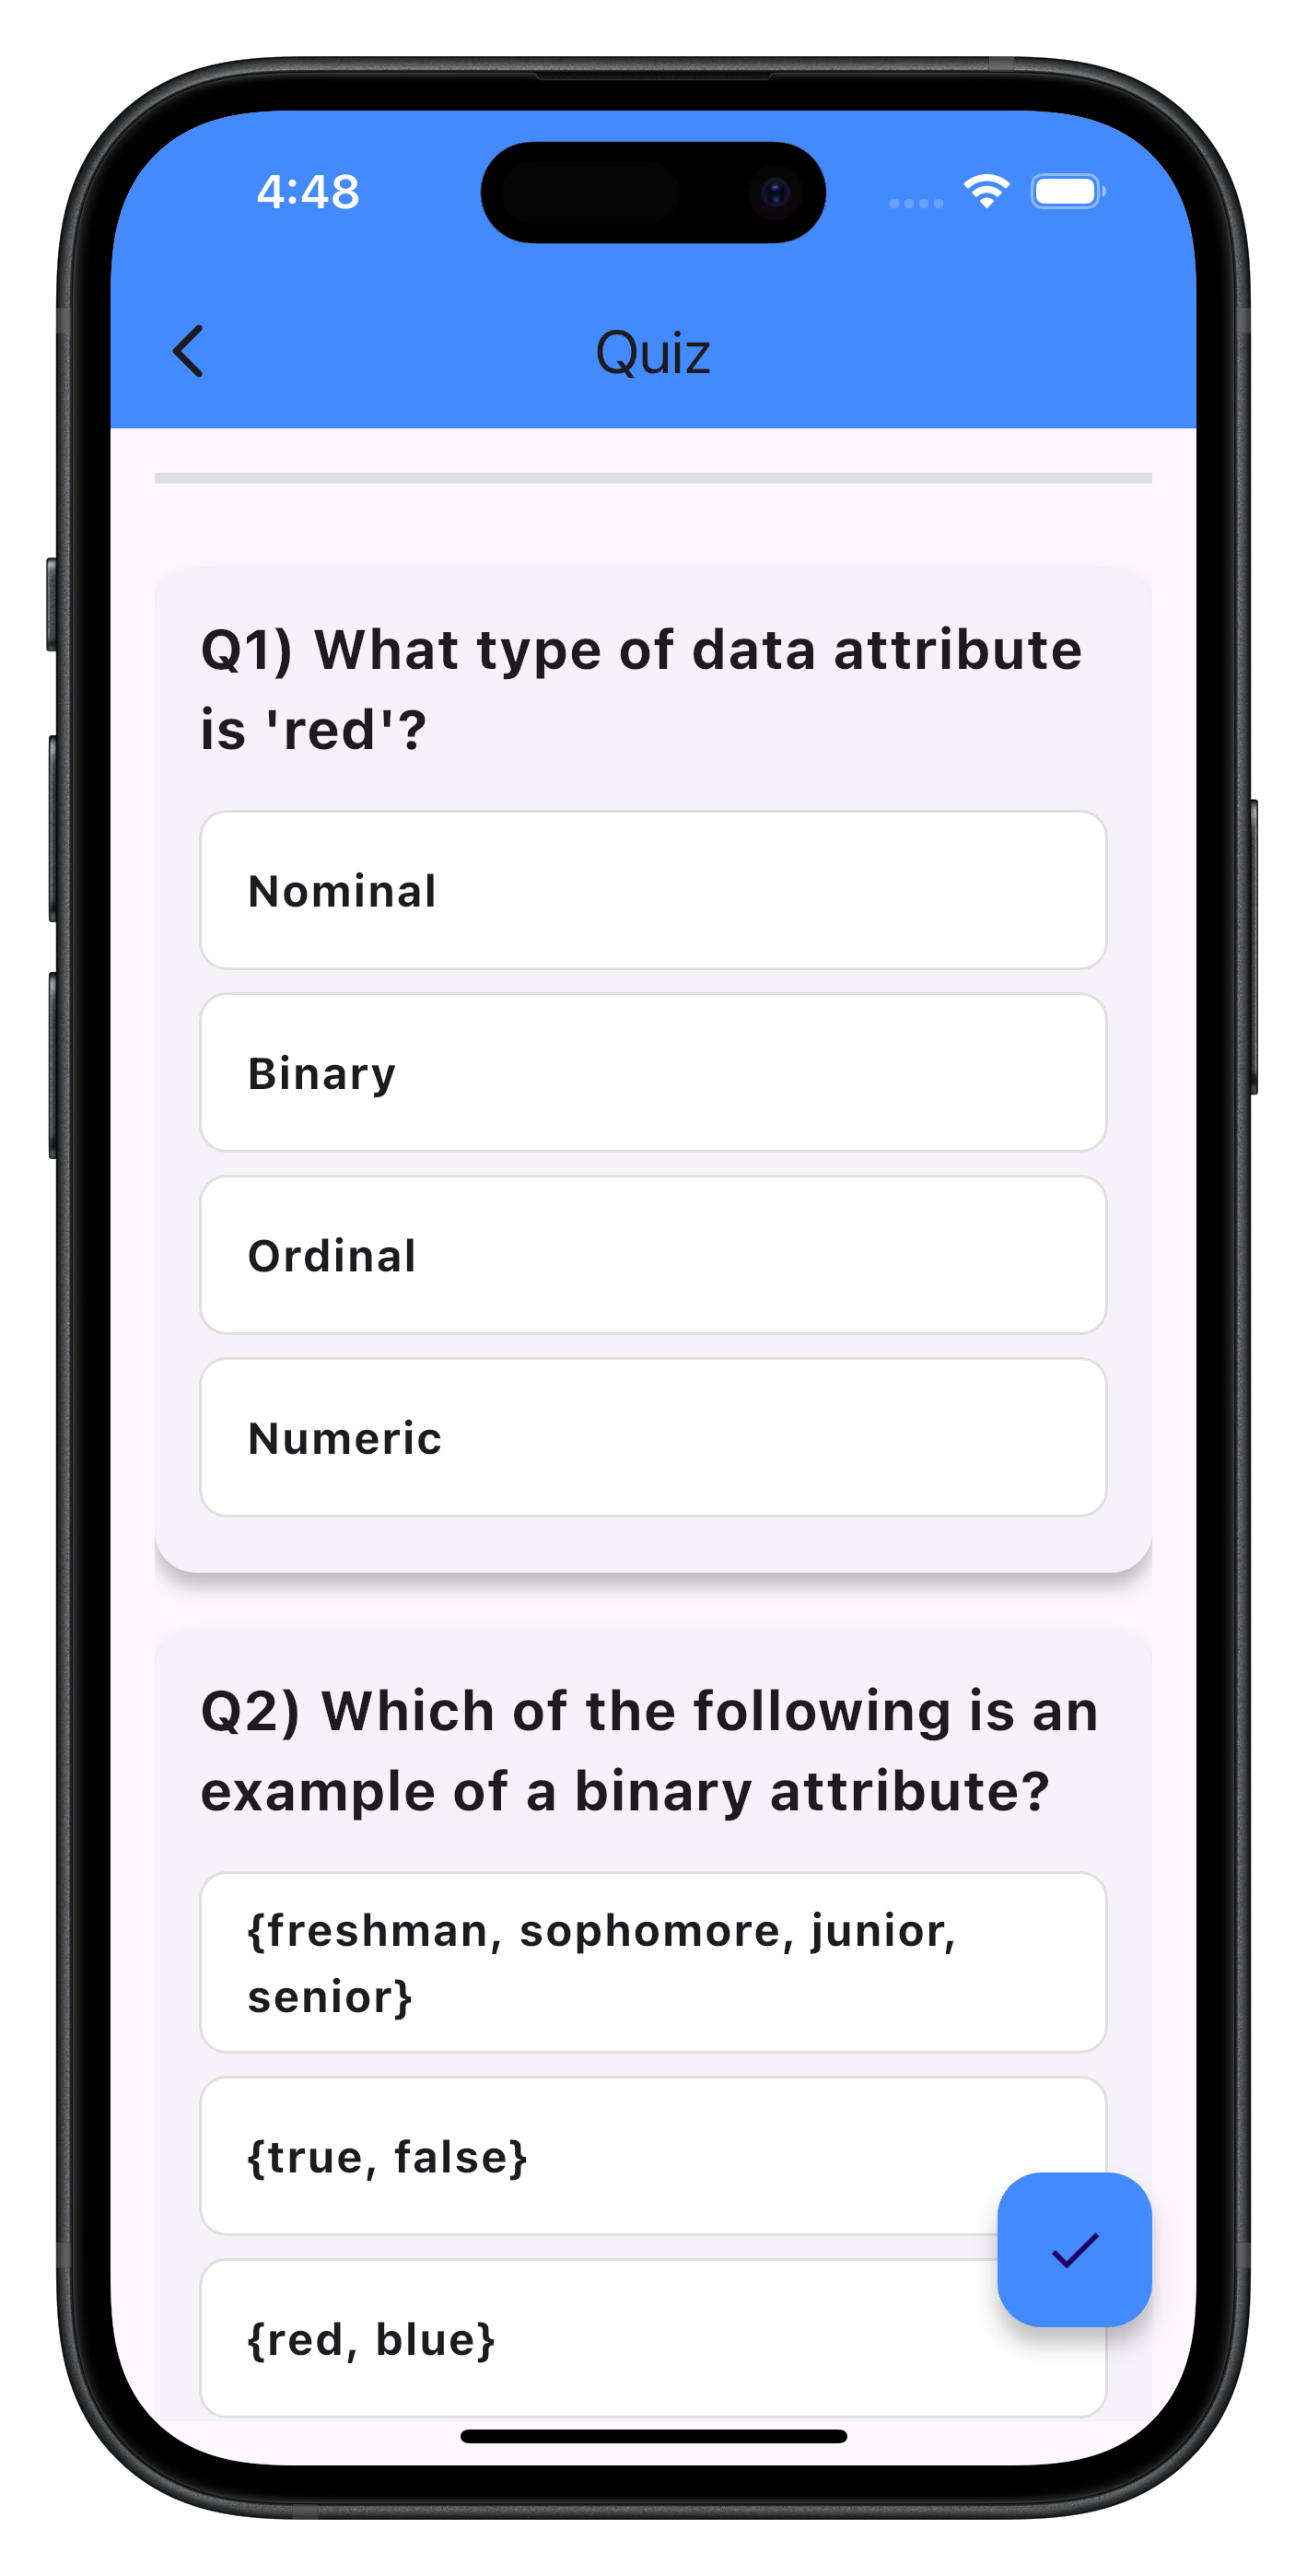 4:48
Quiz
Q1) What type of data attribute
is 'red'?
Nominal
Binary
Ordinal
Numeric
Q2) Which of the following is an
example of a binary attribute?
{freshman, sophomore, junior,
senior}
{true, false}
{red, blue}